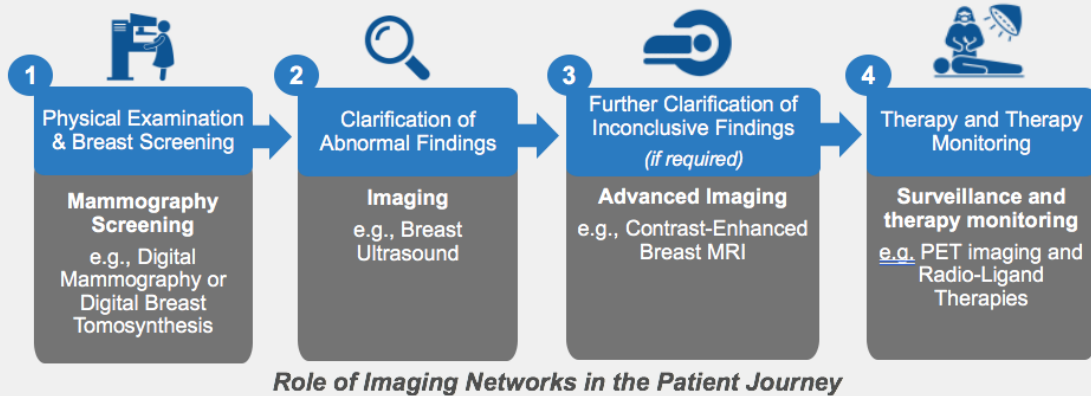 1
Physical Examination
& Breast Screening
Mammography
Screening
e.g., Digital
Mammography or
Digital Breast
Tomosynthesis
2
Clarification of
Abnormal Findings
Imaging
e.g., Breast
Ultrasound
3
Further Clarification of
Inconclusive Findings
(if required)
Advanced Imaging
e.g., Contrast-Enhanced
Breast MRI
4
Therapy and Therapy
Monitoring
Surveillance and
therapy monitoring
e.g. PET imaging and
Radio-Ligand
Therapies
Role of Imaging Networks in the Patient Journey